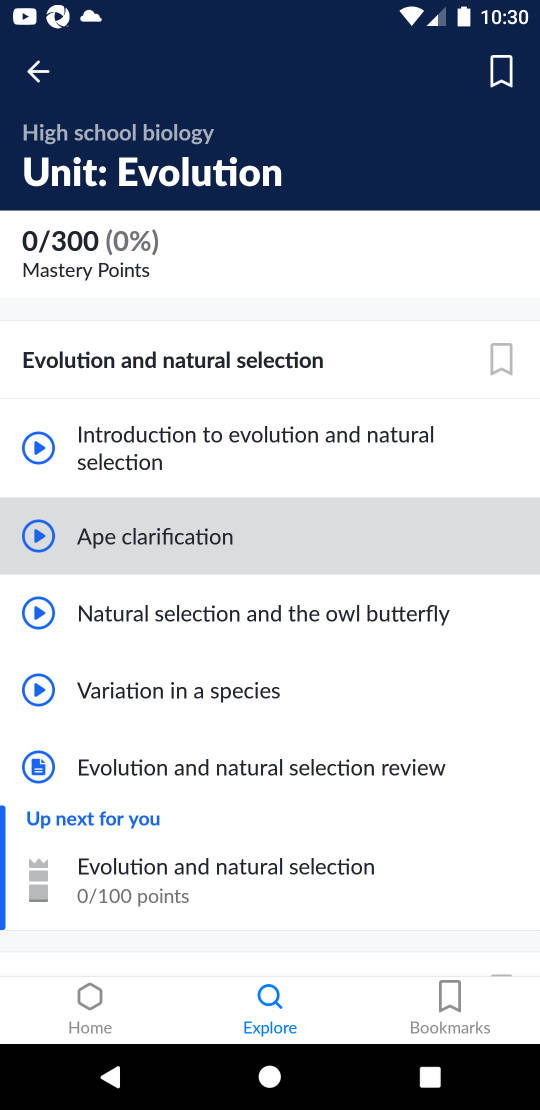 10:30
High school biology
Unit: Evolution
0/300 (0%)
Mastery Points
Evolution and natural selection
Introduction to evolution and natural
selection
Ape clarification
Natural selection and the owl butterfly
Variation in a species
Evolution and natural selection review
Up next for you
Evolution and natural selection
0/100 points
Home
Explore
Bookmarks